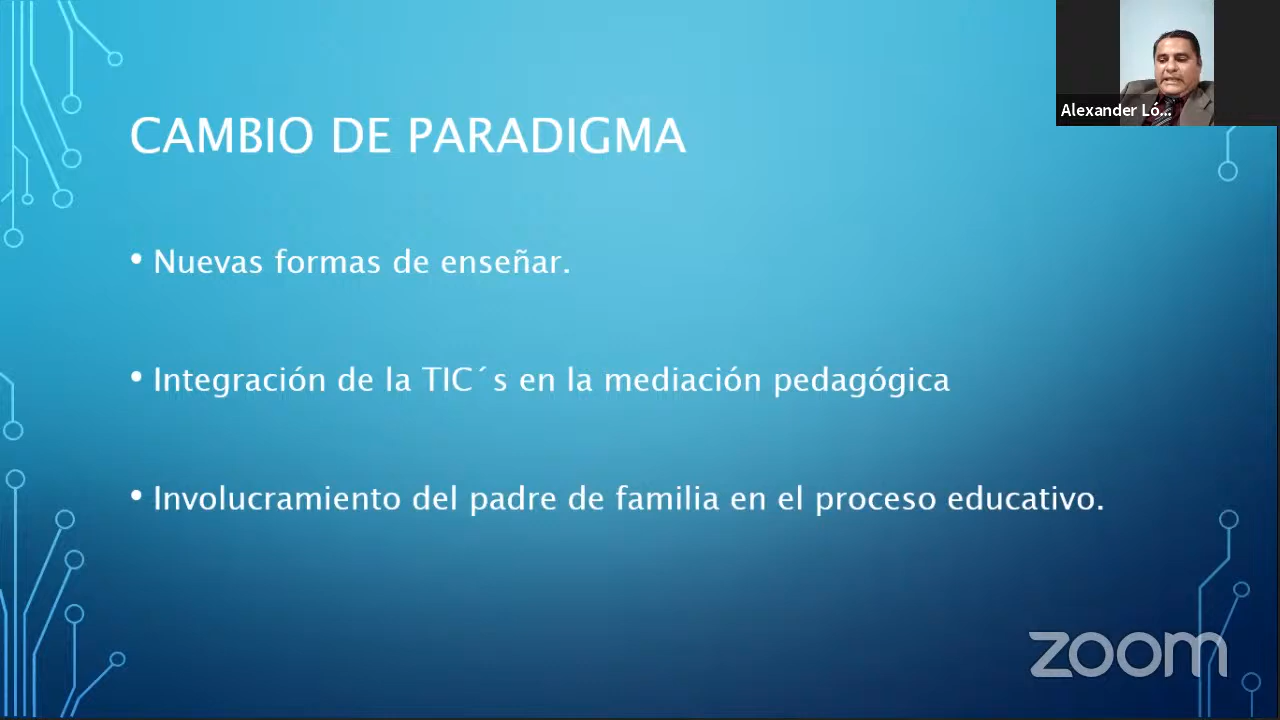 CAMBIO DE PARADIGMA
Alexander Ló...
• Nuevas formas de enseñar.
• Integración de la TIC´s en la mediación pedagógica
• Involucramiento del padre de familia en el proceso educativo.
zoom